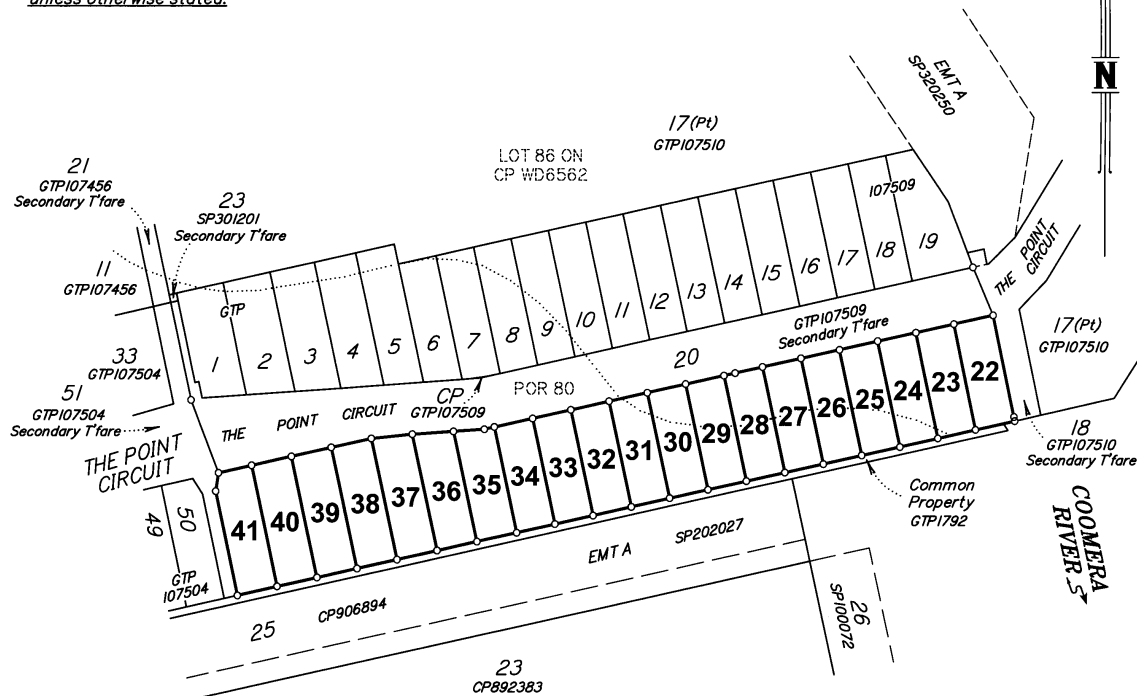 unless otherwise stated.
EMT A
SP320250
N
17(Pt)
GTP107510
LOT 86 ON
CP WD6562
21
GTP107456
Secondary T'fare
23
SP301201
Secondary T'fare
107509
11
GTP107456
GTP
1
2
3
4
5
6
7
8
9
10
11
12
13
14
15
16
17
18
19
THE POINT
CIRCUIT
17(Pt)
GTP107510
GTP107509
Secondary T'fare
20
33
GTP107504
51
GTP107504
Secondary T'fare
CP
GTP107509
POR 80
THE POINT CIRCUIT
THE POINT
CIRCUIT
41
40
39
38
37
36
35
34
33
32
31
30
29
28
27
26
25
24
23
22
18
GTP107510
Secondary T'fare
Common
Property
GTP1792
COOMERA
RIVER
49
50
GTP
107504
EMT A
SP202027
25
CP906894
26
SP100072
23
CP892383